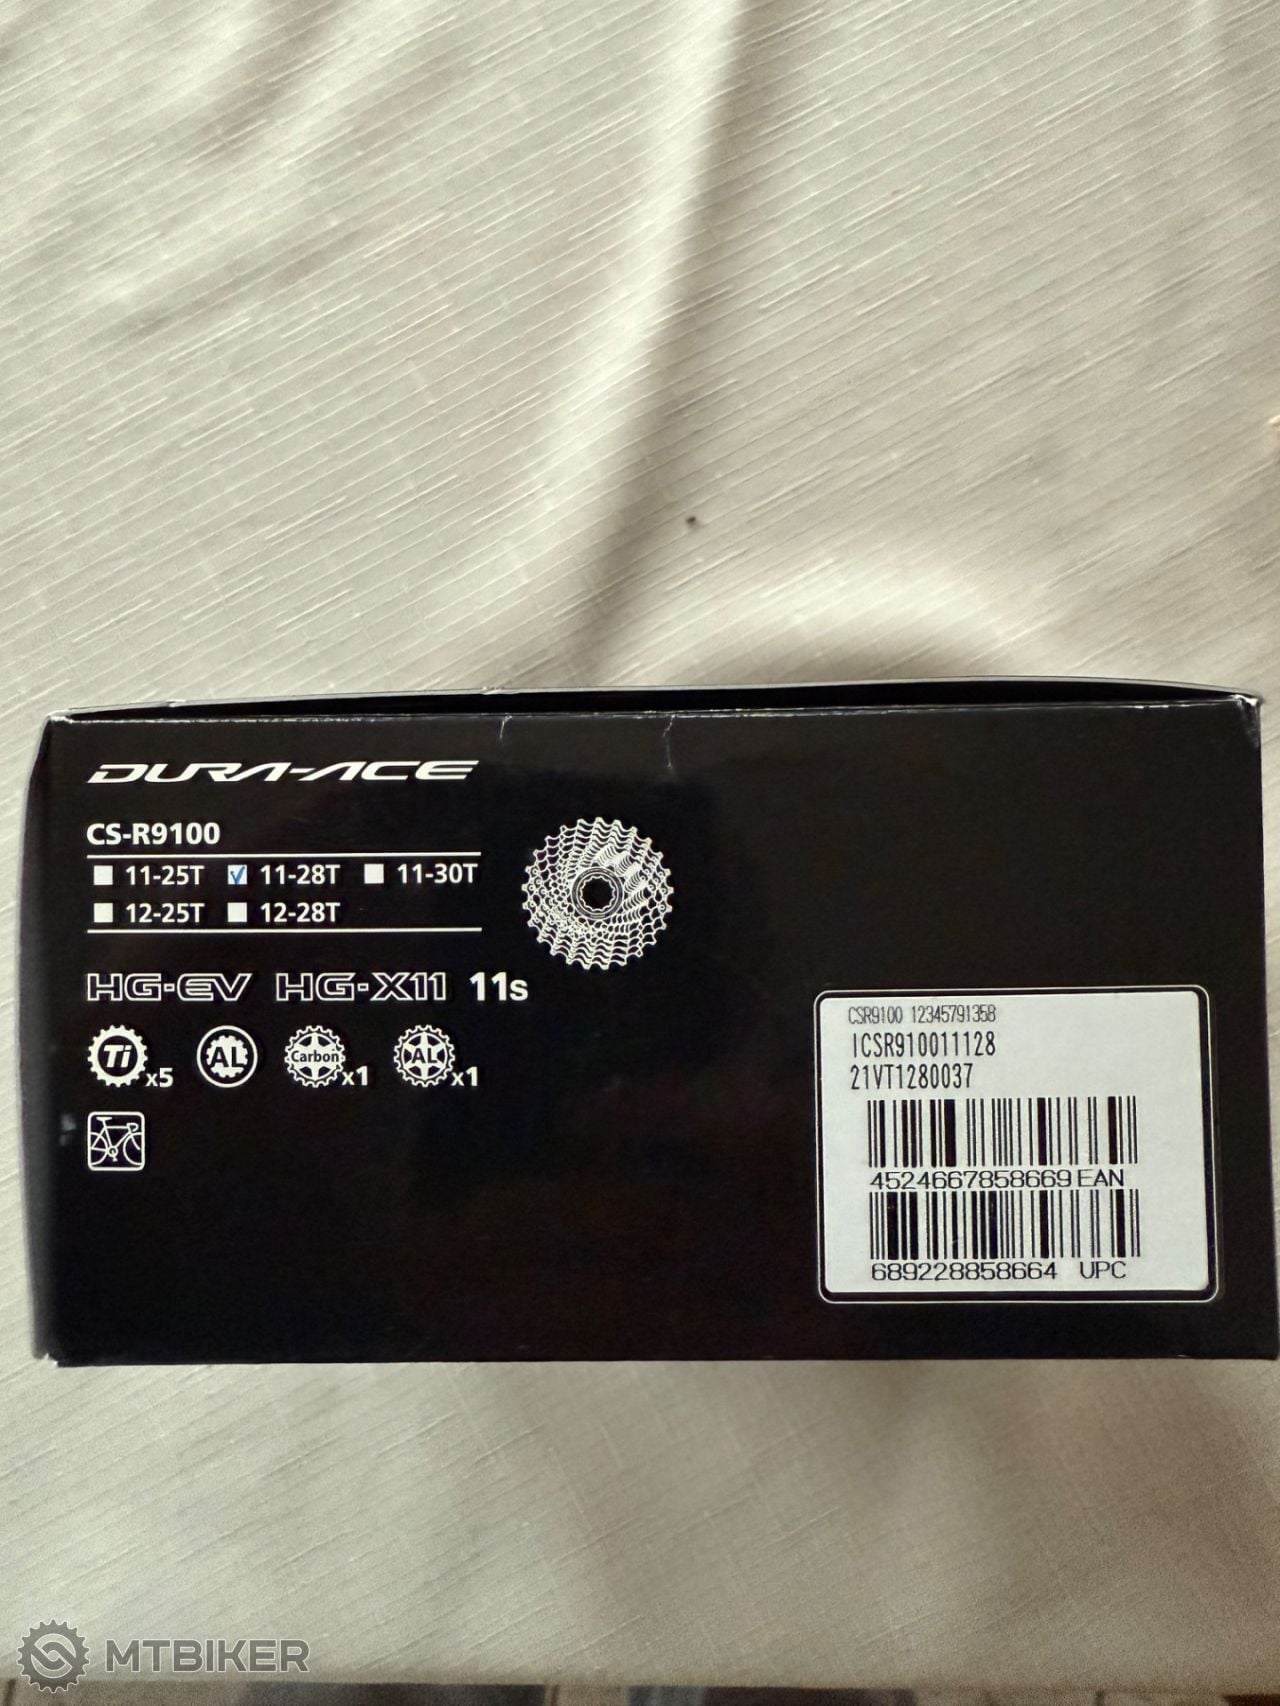 DURA-ACE
CS-R9100
11-25T 11-28T 11-30T
12-25T 12-28T
HG-EV HG-X11 11s
Ti x5 AL Carbon x1 AL x1
CSR9100 12345791358
ICSR910011128
21VT1280037
4524667858669 EAN
689228858664 UPC
MTBIKER